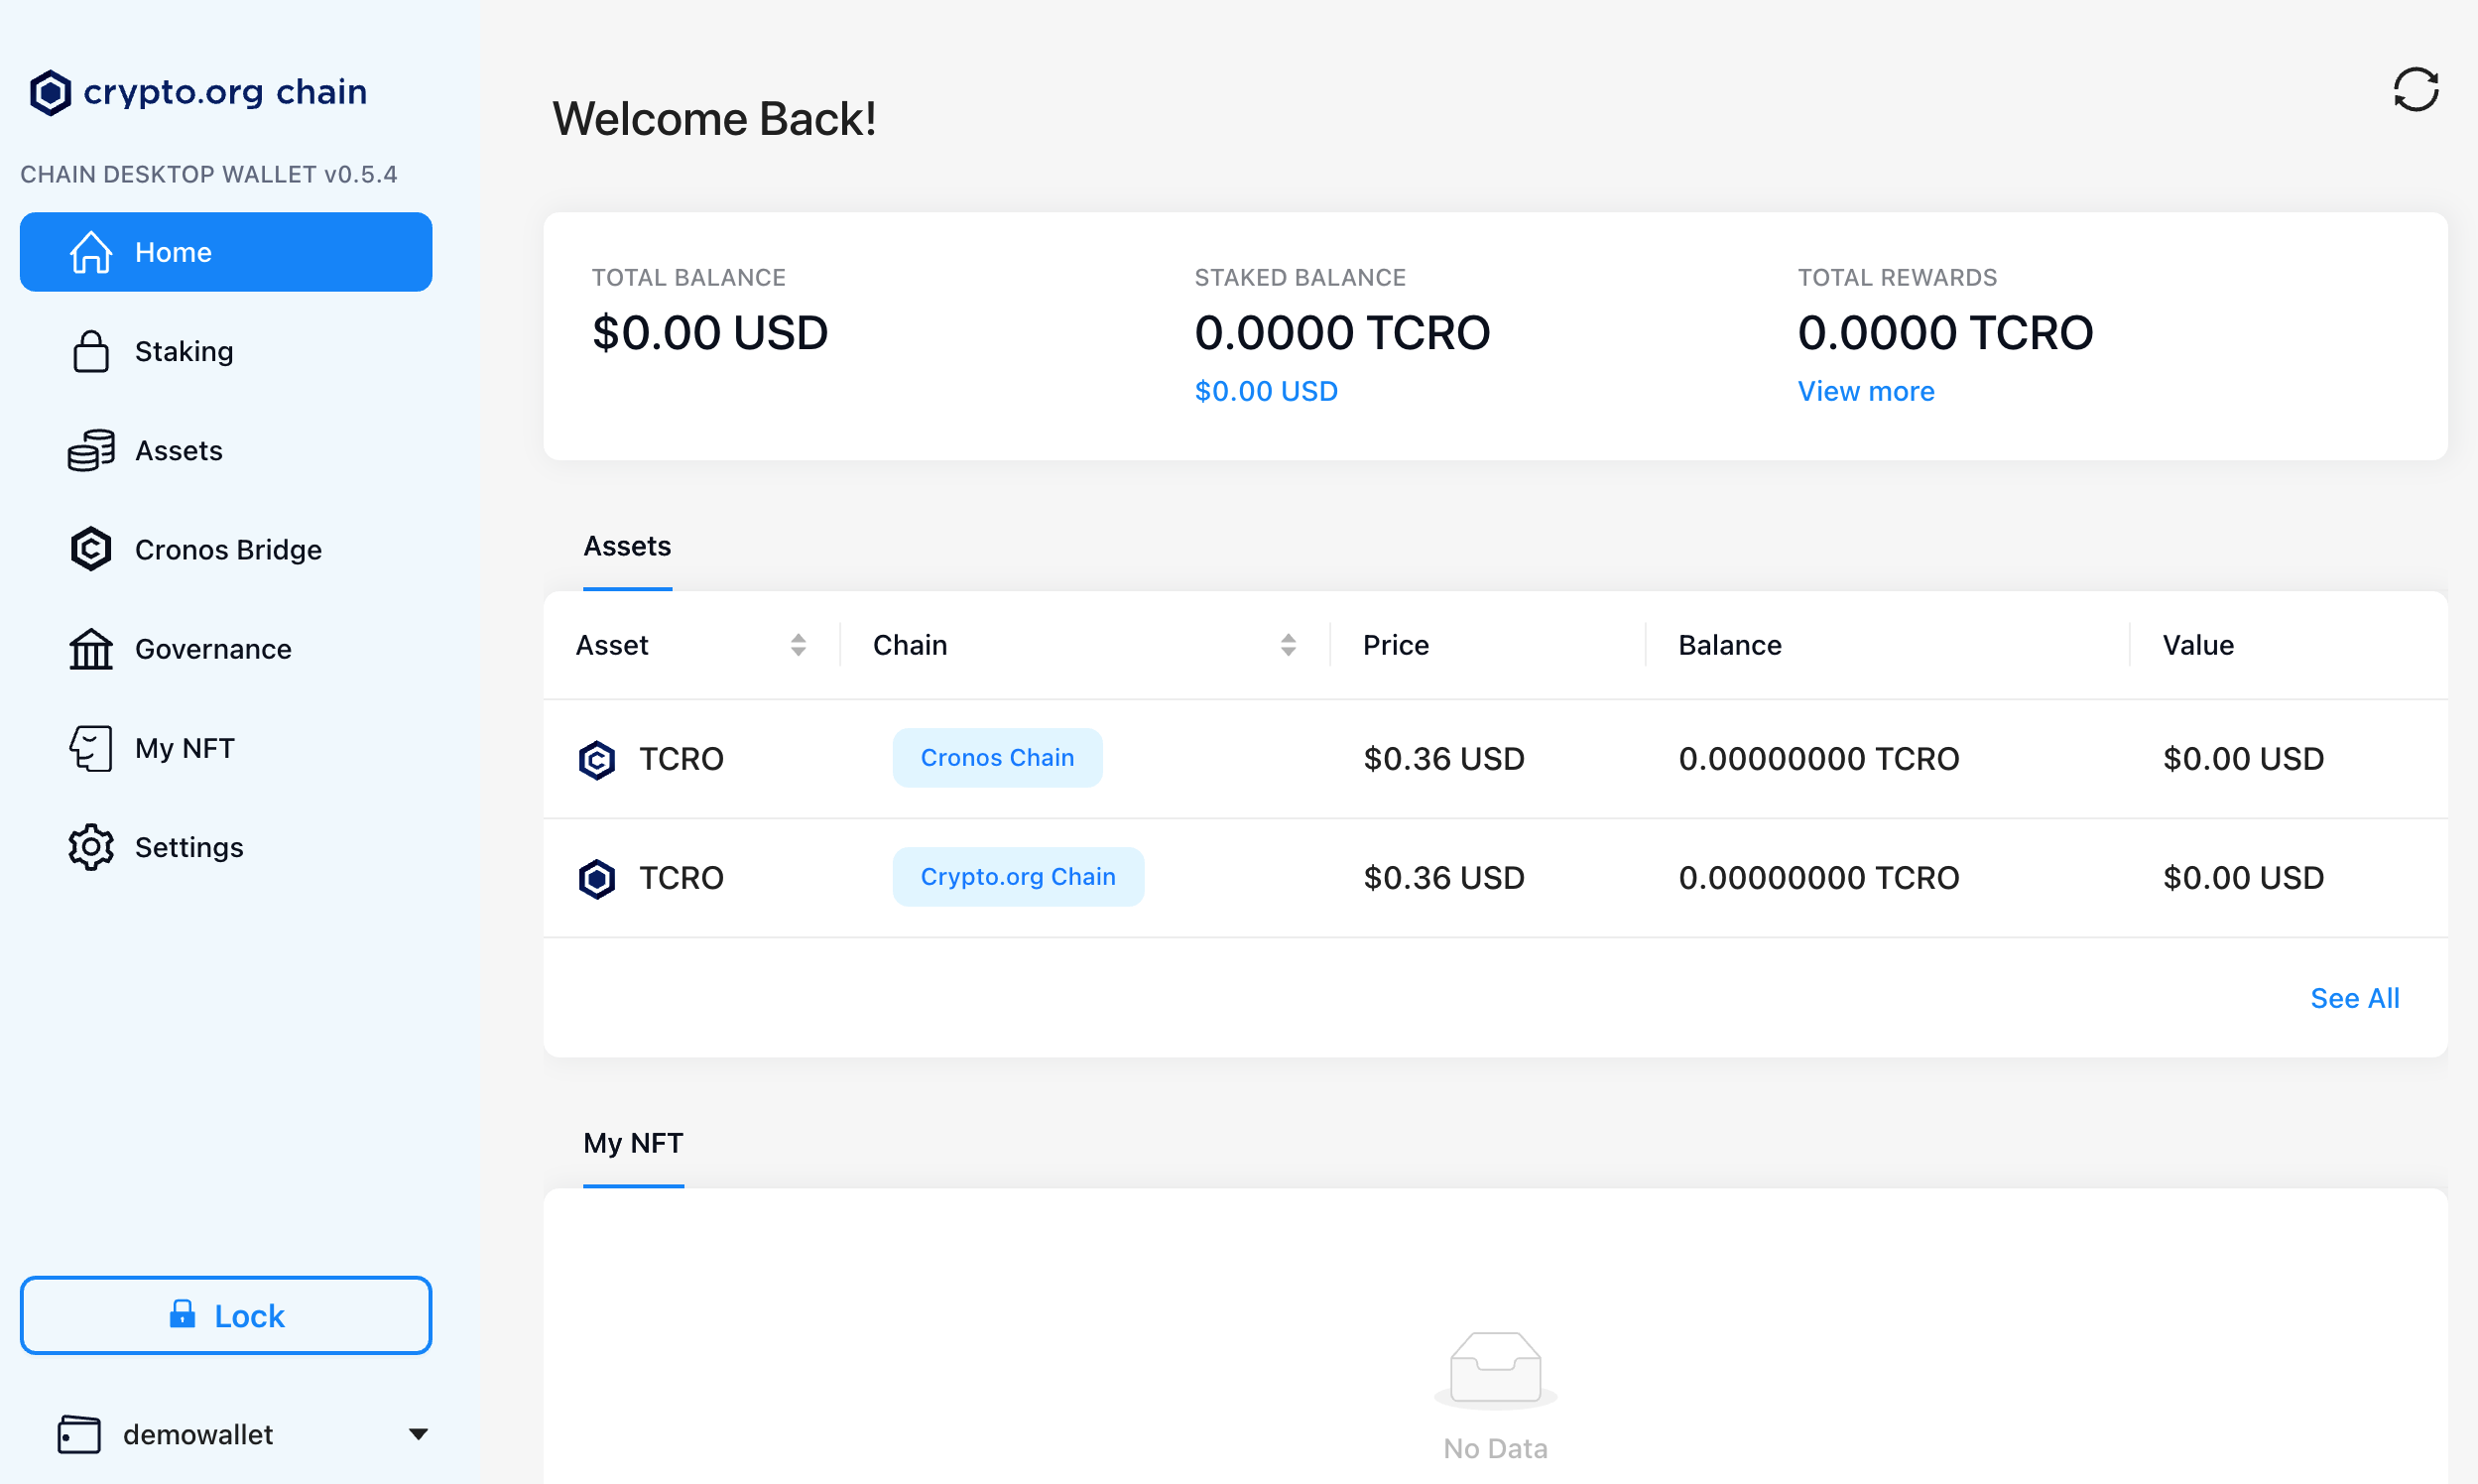 crypto.org chain
CHAIN DESKTOP WALLET v0.5.4
Home
Staking
Assets
Cronos Bridge
Governance
My NFT
Settings
Lock
demowallet
Welcome Back!
TOTAL BALANCE STAKED BALANCE TOTAL REWARDS
$0.00 USD 0.0000 TCRO 0.0000 TCRO
$0.00 USD View more
Assets
Asset Chain Price Balance Value
TCRO Cronos Chain $0.36 USD 0.00000000 TCRO $0.00 USD
TCRO Crypto.org Chain $0.36 USD 0.00000000 TCRO $0.00 USD
See All
My NFT
No Data